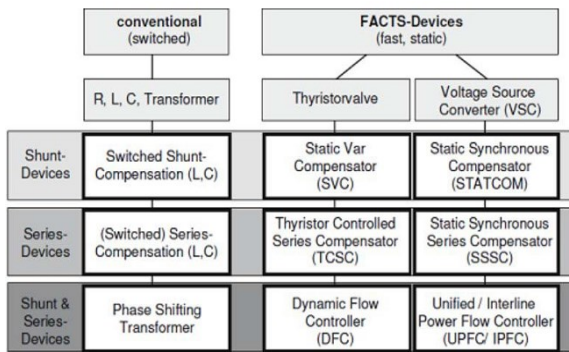 conventional
(switched)
FACTS-Devices
(fast, static)
R, L, C, Transformer
Thyristorvalve
Voltage Source
Converter (VSC)
Shunt-
Devices
Switched Shunt-
Compensation (L,C)
Static Var
Compensator
(SVC)
Static Synchronous
Compensator
(STATCOM)
Series-
Devices
(Switched) Series-
Compensation (L,C)
Thyristor Controlled
Series Compensator
(TCSC)
Static Synchronous
Series Compensator
(SSSC)
Shunt &
Series-
Devices
Phase Shifting
Transformer
Dynamic Flow
Controller
(DFC)
Unified / Interline
Power Flow Controller
(UPFC/ IPFC)